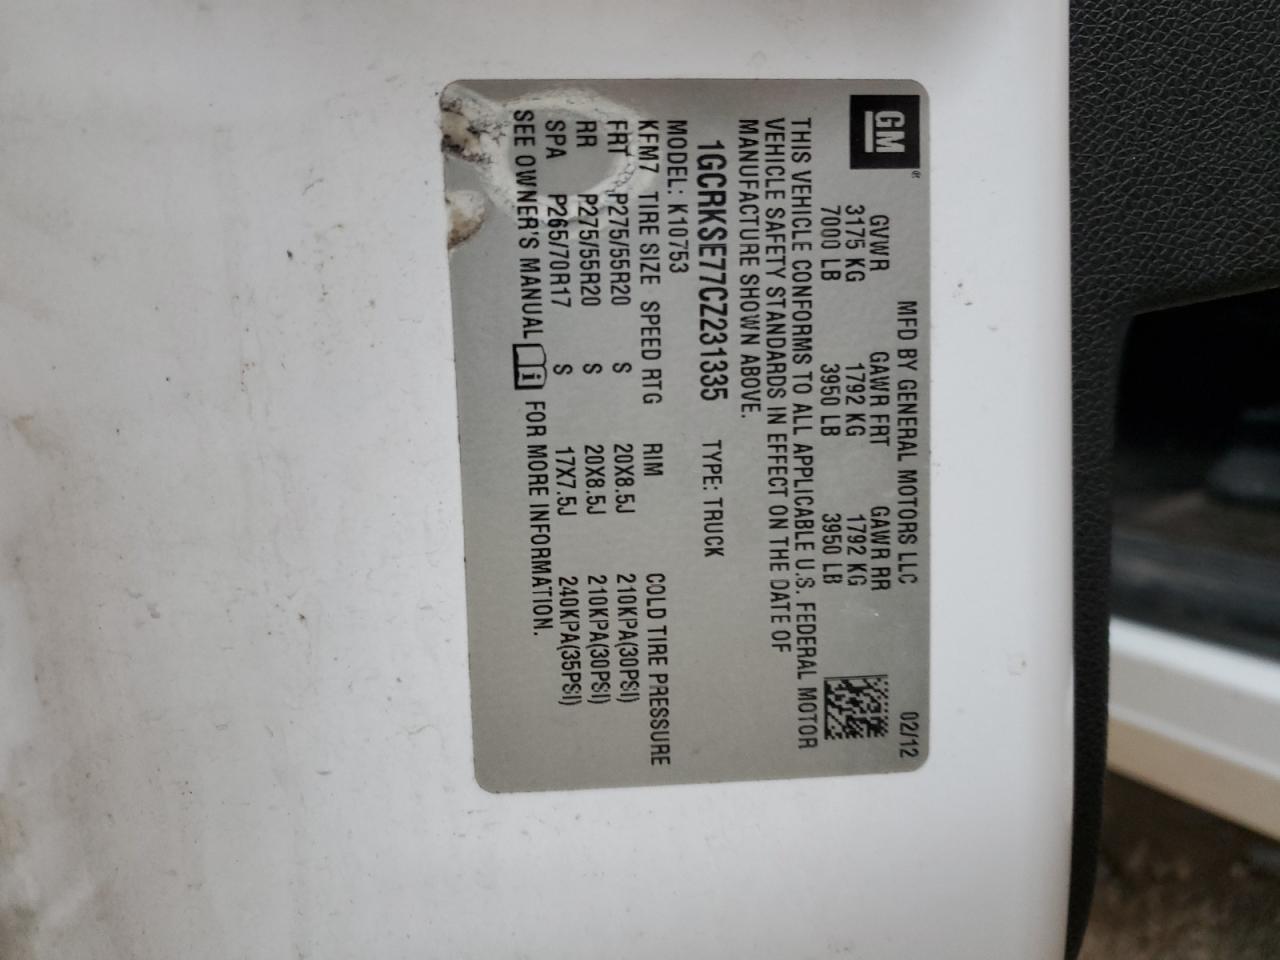 GM
MFD BY GENERAL MOTORS LLC 02/12
GVWR GAWR FRT GAWR RR
3175 KG 1792 KG 1792 KG
7000 LB 3950 LB 3950 LB
THIS VEHICLE CONFORMS TO ALL APPLICABLE U.S. FEDERAL MOTOR
VEHICLE SAFETY STANDARDS IN EFFECT ON THE DATE OF
MANUFACTURE SHOWN ABOVE.
1GCRKSE77CZ231335 TYPE: TRUCK
MODEL: K10753
KFM7 TIRE SIZE SPEED RTG RIM COLD TIRE PRESSURE
FRT P275/55R20 S 20X8.5J 210KPA(30PSI)
RR P275/55R20 S 20X8.5J 210KPA(30PSI)
SPA P265/70R17 S 17X7.5J 240KPA(35PSI)
SEE OWNER'S MANUAL i FOR MORE INFORMATION.